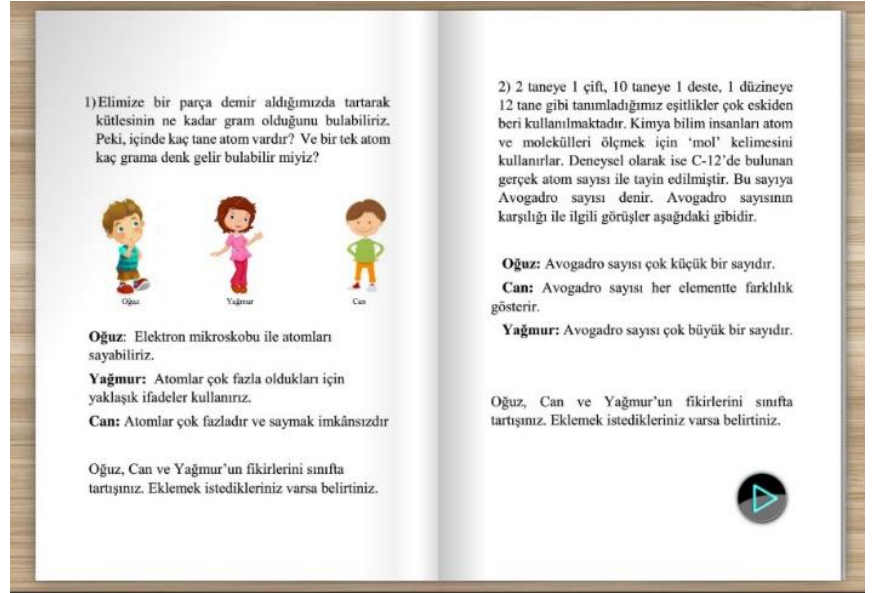 1)Elimize bir parça demir aldığımızda tartarak
kütlesinin ne kadar gram olduğunu bulabiliriz.
Peki, içinde kaç tane atom vardır? Ve bir tek atom
kaç grama denk gelir bulabilir miyiz?
Oğuz
Yağmur
Can
Oğuz: Elektron mikroskobu ile atomları
sayabiliriz.
Yağmur: Atomlar çok fazla oldukları için
yaklaşık ifadeler kullanırız.
Can: Atomlar çok fazladır ve saymak imkânsızdır
Oğuz, Can ve Yağmur'un fikirlerini sınıfta
tartışınız. Eklemek istedikleriniz varsa belirtiniz.
2) 2 taneye 1 çift, 10 taneye 1 deste, 1 düzineye
12 tane gibi tanımladığımız eşitlikler çok eskiden
beri kullanılmaktadır. Kimya bilim insanları atom
ve molekülleri ölçmek için ‘mol’ kelimesini
kullanırlar. Deneysel olarak ise C-12’de bulunan
gerçek atom sayısı ile tayin edilmiştir. Bu sayıya
Avogadro sayısı denir. Avogadro sayısının
karşılığı ile ilgili görüşler aşağıdaki gibidir.
Oğuz: Avogadro sayısı çok küçük bir sayıdır.
Can: Avogadro sayısı her elementte farklılık
gösterir.
Yağmur: Avogadro sayısı çok büyük bir sayıdır.
Oğuz, Can ve Yağmur’un fikirlerini sınıfta
tartışınız. Eklemek istedikleriniz varsa belirtiniz.